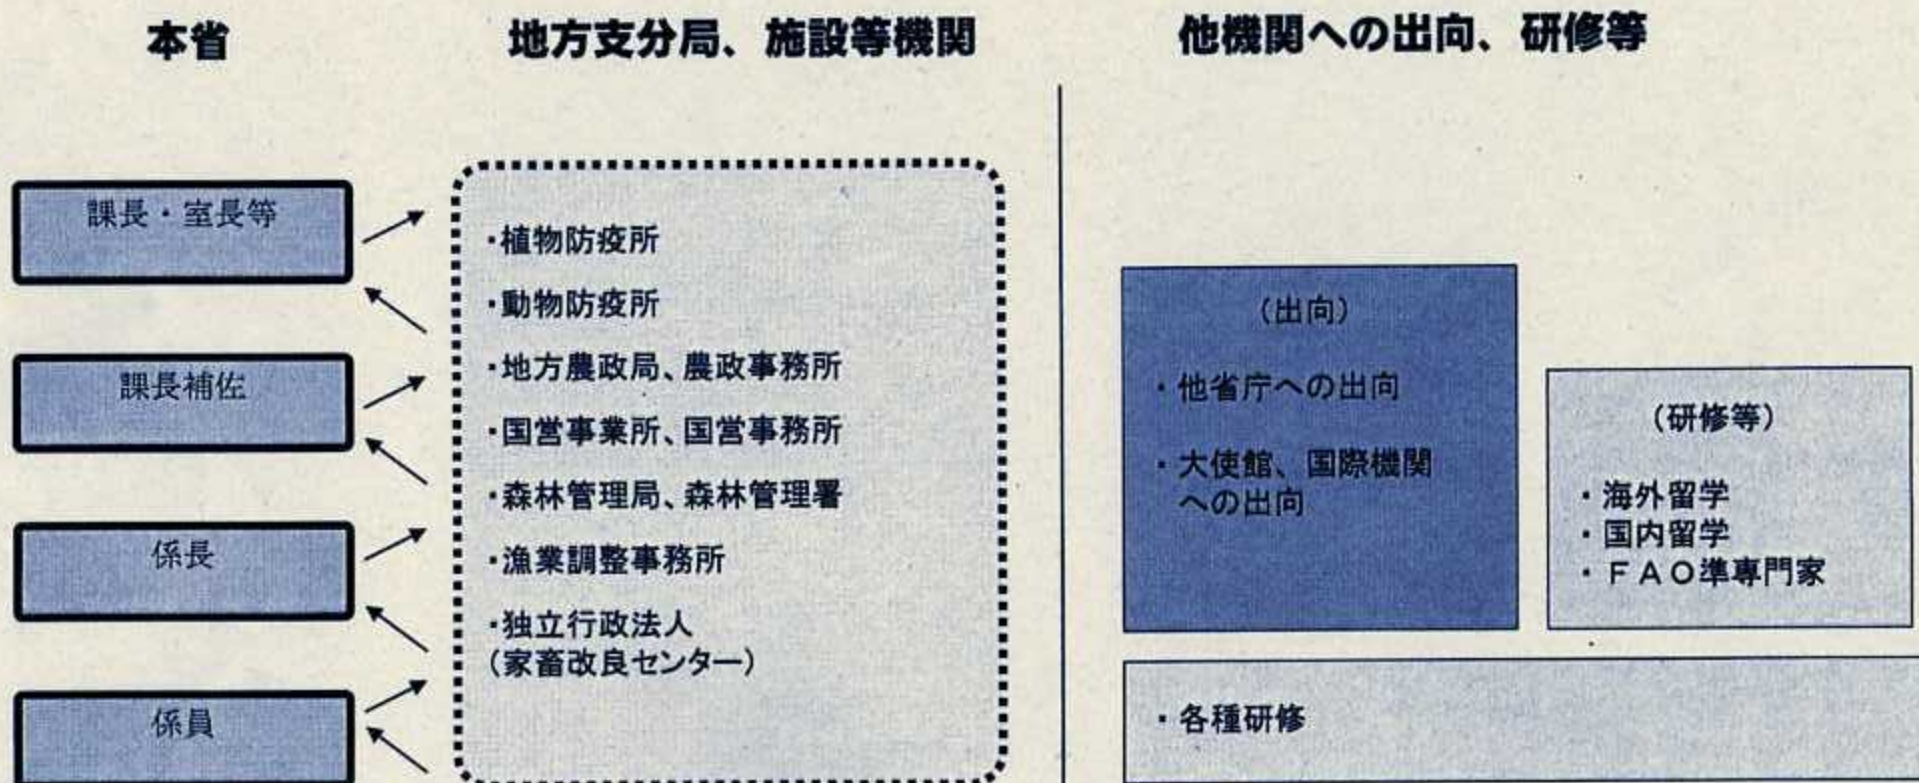 本省
地方支分局、施設等機関
他機関への出向、研修等
課長・室長等
課長補佐
係長
係員
・植物防疫所
・動物防疫所
・地方農政局、農政事務所
・国営事業所、国営事務所
・森林管理局、森林管理署
・漁業調整事務所
・独立行政法人
（家畜改良センター）
（出向）
・他省庁への出向
・大使館、国際機関
への出向
（研修等）
・海外留学
・国内留学
・ＦＡＯ準専門家
・各種研修